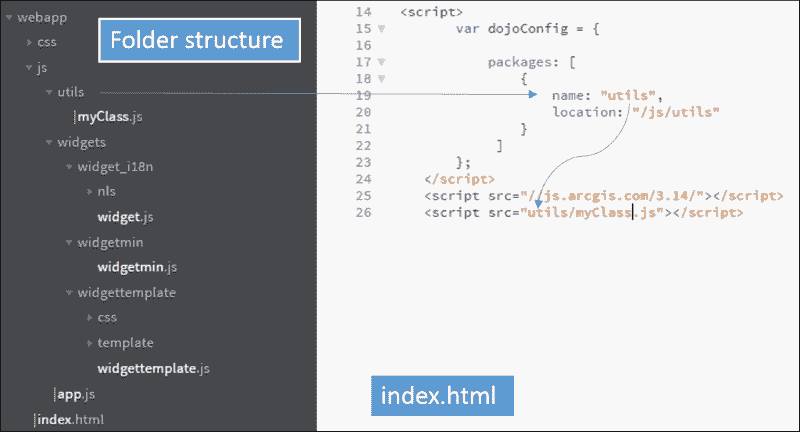 webapp
css
js
utils
myClass.js
widgets
widget_i18n
nls
widget.js
widgetmin
widgetmin.js
widgettemplate
css
template
widgettemplate.js
app.js
index.html
Folder structure
14 <script>
15 var dojoConfig = {
16
17 packages: [
18 {
19 name: "utils",
20 location: "/js/utils"
21 }
22 ]
23 };
24 </script>
25 <script src="//js.arcgis.com/3.14/"></script>
26 <script src="utils/myClass.js"></script>
index.html